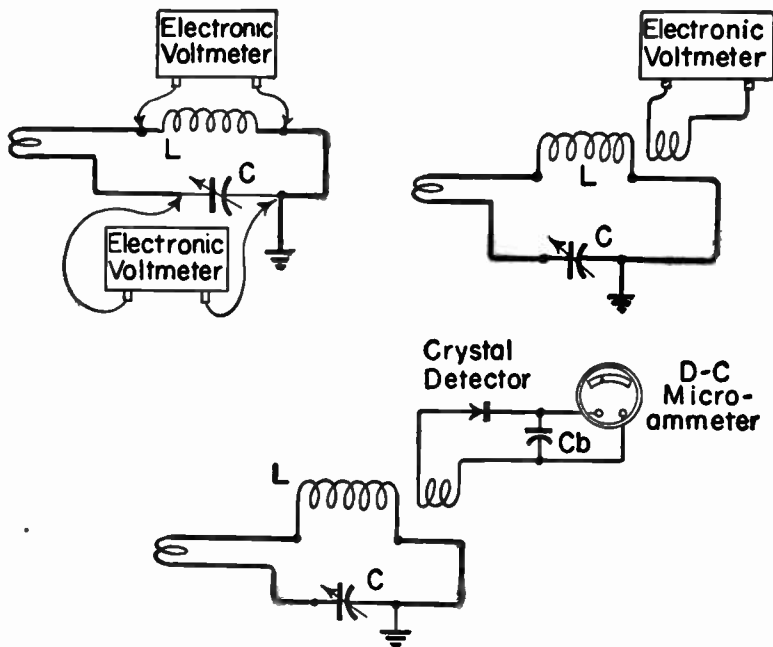 Electronic
Voltmeter
L
C
Electronic
Voltmeter
Electronic
Voltmeter
L
C
Crystal
Detector
D-C
Micro-
ammeter
Cb
L
C